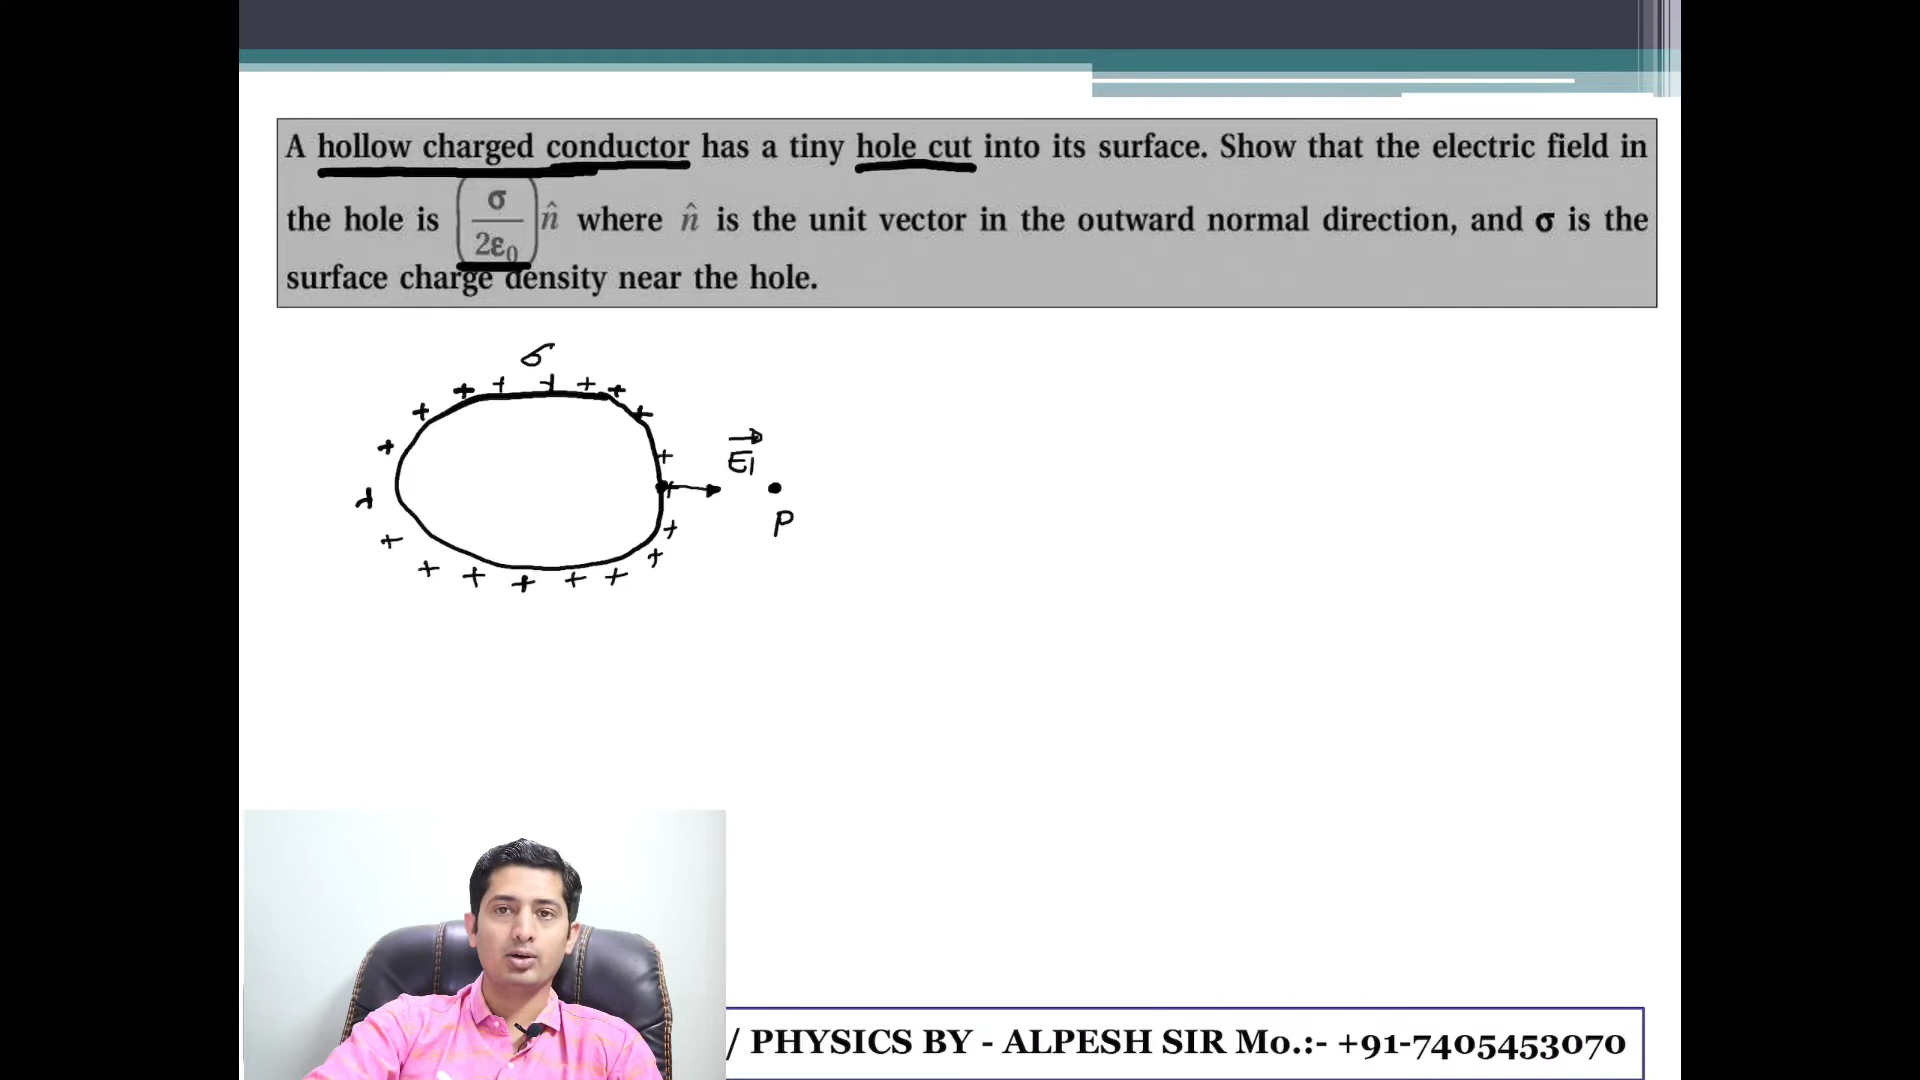 A hollow charged conductor has a tiny hole cut into its surface. Show that the electric field in
the hole is (σ/2ε₀) n̂ where n̂ is the unit vector in the outward normal direction, and σ is the
surface charge density near the hole.
σ
+ + + + + + + + + + + + + + + + + + + +
E⃗1
P
/ PHYSICS BY - ALPESH SIR Mo.:- +91-7405453070